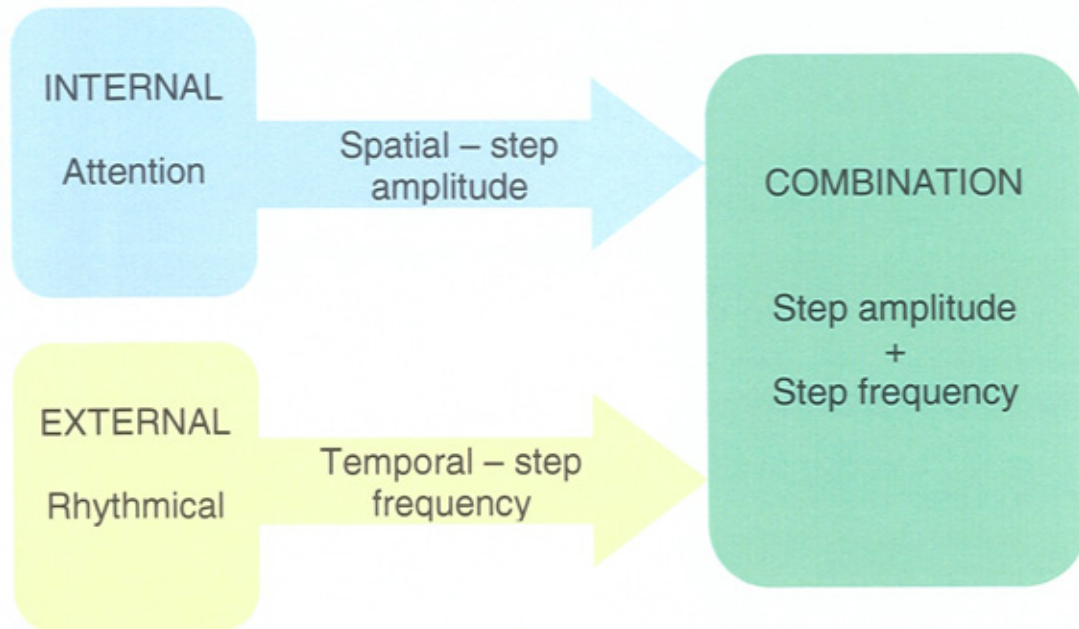 INTERNAL
Attention
Spatial – step
amplitude
EXTERNAL
Rhythmical
Temporal – step
frequency
COMBINATION
Step amplitude
+
Step frequency